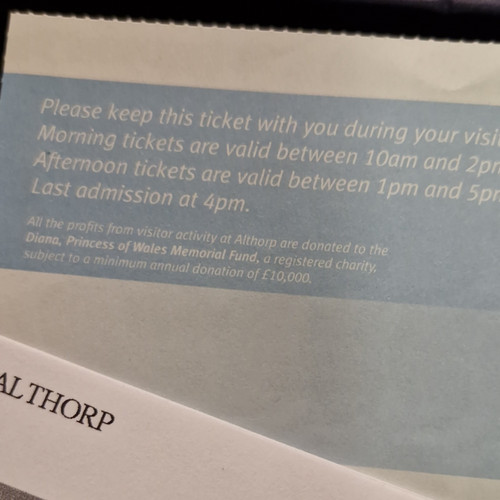 Please keep this ticket with you during your visi
Morning tickets are valid between 10am and 2p
Afternoon tickets are valid between 1pm and 5p
Last admission at 4pm.
All the profits from visitor activity at Althorp are donated to the
Diana, Princess of Wales Memorial Fund, a registered charity,
subject to a minimum annual donation of £10,000.
ALTHORP